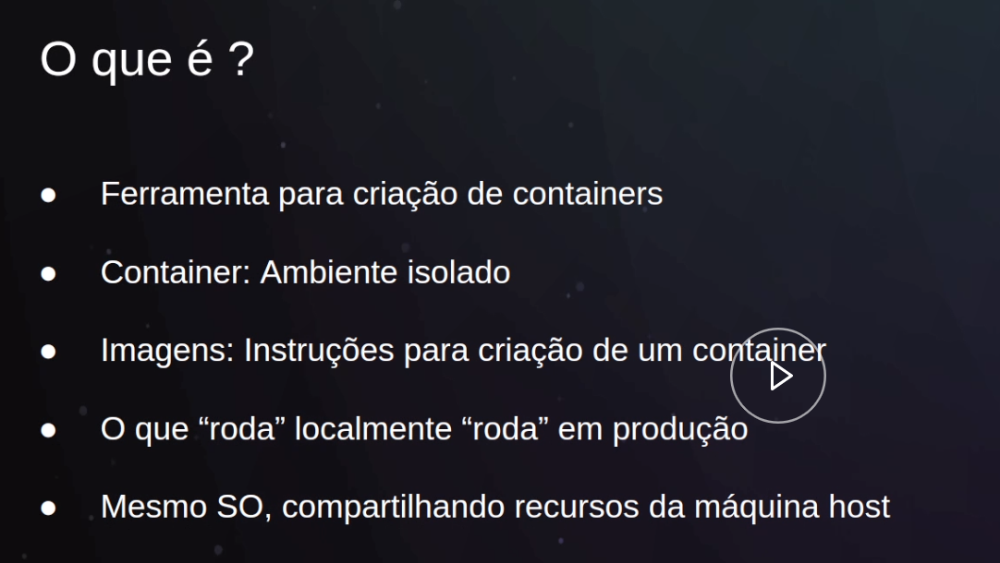 O que é ?
● Ferramenta para criação de containers
● Container: Ambiente isolado
● Imagens: Instruções para criação de um container
● O que “roda” localmente “roda” em produção
● Mesmo SO, compartilhando recursos da máquina host